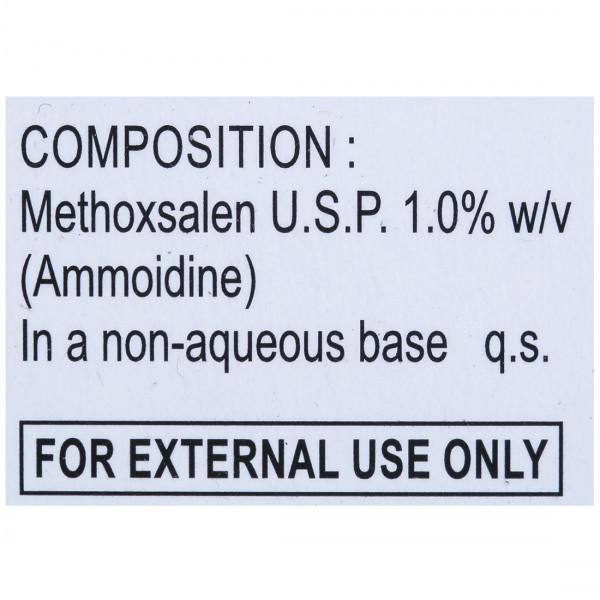 COMPOSITION :
Methoxsalen U.S.P. 1.0% w/v
(Ammoidine)
In a non-aqueous base q.s.
FOR EXTERNAL USE ONLY